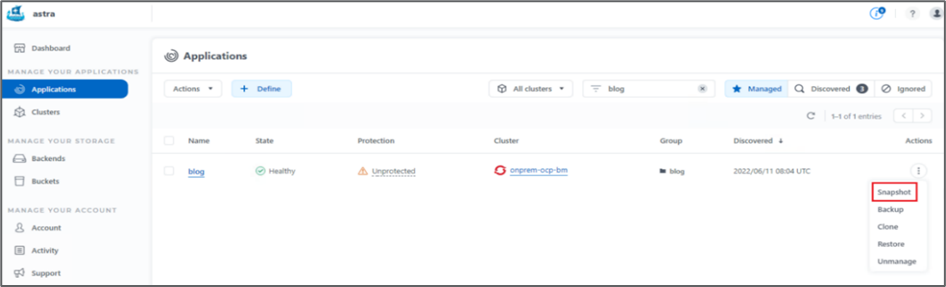 astra
6
?
Dashboard
MANAGE YOUR APPLICATIONS
Applications
Clusters
MANAGE YOUR STORAGE
Backends
Buckets
MANAGE YOUR ACCOUNT
Account
Activity
Support
Applications
Actions + Define All clusters blog Managed Discovered 3 Ignored
1-1 of 1 entries
Name State Protection Cluster Group Discovered Actions
blog Healthy Unprotected onprem-ocp-bm blog 2022/06/11 08:04 UTC
Snapshot
Backup
Clone
Restore
Unmanage